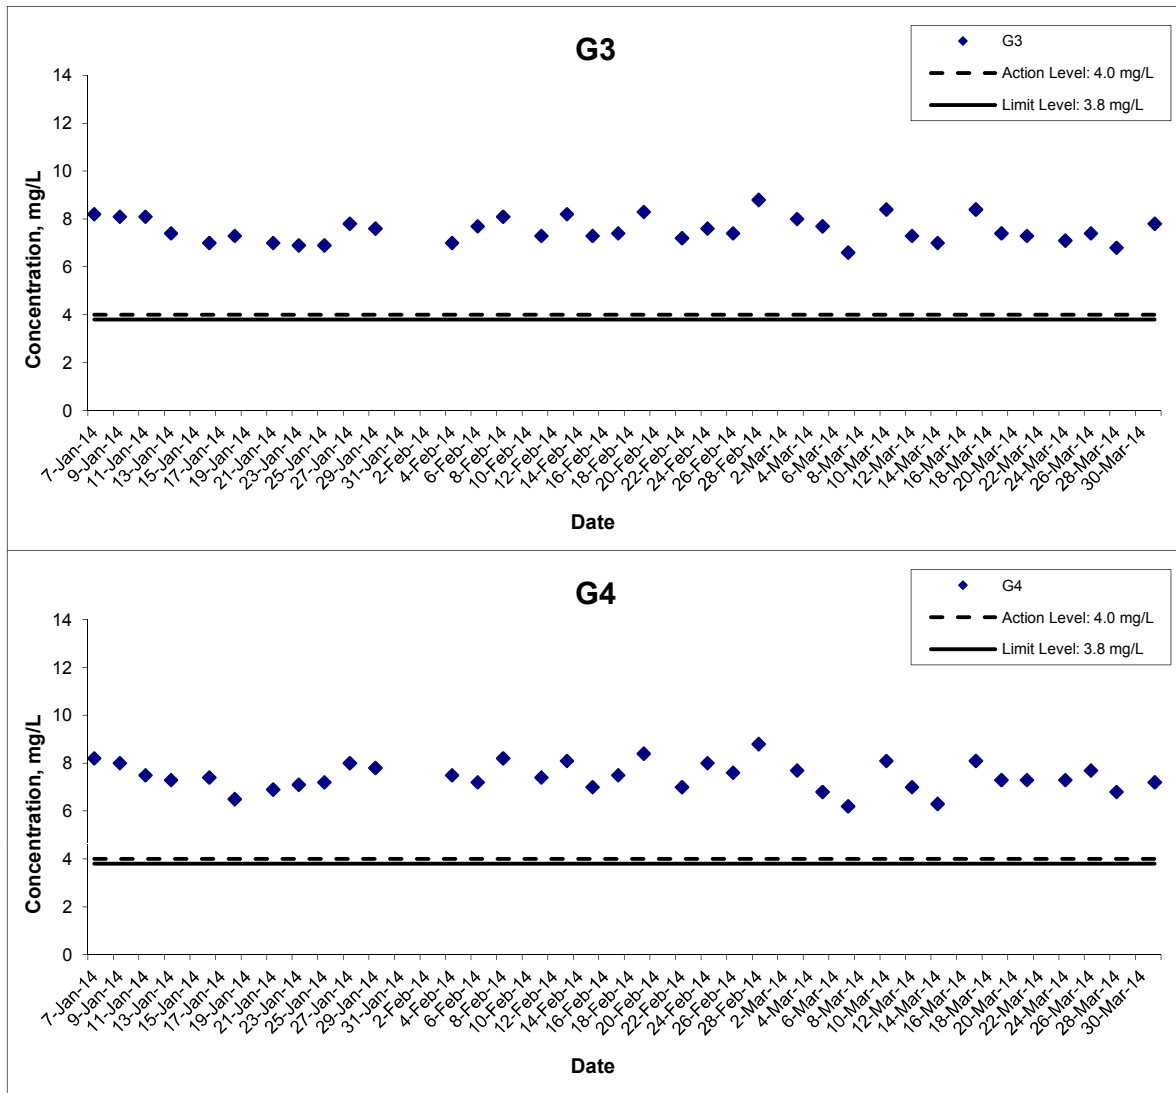 G3
G3
Action Level: 4.0 mg/L
Limit Level: 3.8 mg/L
Concentration, mg/L
14
12
10
8
6
4
2
0
7-Jan-14
9-Jan-14
11-Jan-14
13-Jan-14
15-Jan-14
17-Jan-14
19-Jan-14
21-Jan-14
23-Jan-14
25-Jan-14
27-Jan-14
29-Jan-14
31-Jan-14
2-Feb-14
4-Feb-14
6-Feb-14
8-Feb-14
10-Feb-14
12-Feb-14
14-Feb-14
16-Feb-14
18-Feb-14
20-Feb-14
22-Feb-14
24-Feb-14
26-Feb-14
28-Feb-14
2-Mar-14
4-Mar-14
6-Mar-14
8-Mar-14
10-Mar-14
12-Mar-14
14-Mar-14
16-Mar-14
18-Mar-14
20-Mar-14
22-Mar-14
24-Mar-14
26-Mar-14
28-Mar-14
30-Mar-14
Date
G4
G4
Action Level: 4.0 mg/L
Limit Level: 3.8 mg/L
Concentration, mg/L
14
12
10
8
6
4
2
0
7-Jan-14
9-Jan-14
11-Jan-14
13-Jan-14
15-Jan-14
17-Jan-14
19-Jan-14
21-Jan-14
23-Jan-14
25-Jan-14
27-Jan-14
29-Jan-14
31-Jan-14
2-Feb-14
4-Feb-14
6-Feb-14
8-Feb-14
10-Feb-14
12-Feb-14
14-Feb-14
16-Feb-14
18-Feb-14
20-Feb-14
22-Feb-14
24-Feb-14
26-Feb-14
28-Feb-14
2-Mar-14
4-Mar-14
6-Mar-14
8-Mar-14
10-Mar-14
12-Mar-14
14-Mar-14
16-Mar-14
18-Mar-14
20-Mar-14
22-Mar-14
24-Mar-14
26-Mar-14
28-Mar-14
30-Mar-14
Date